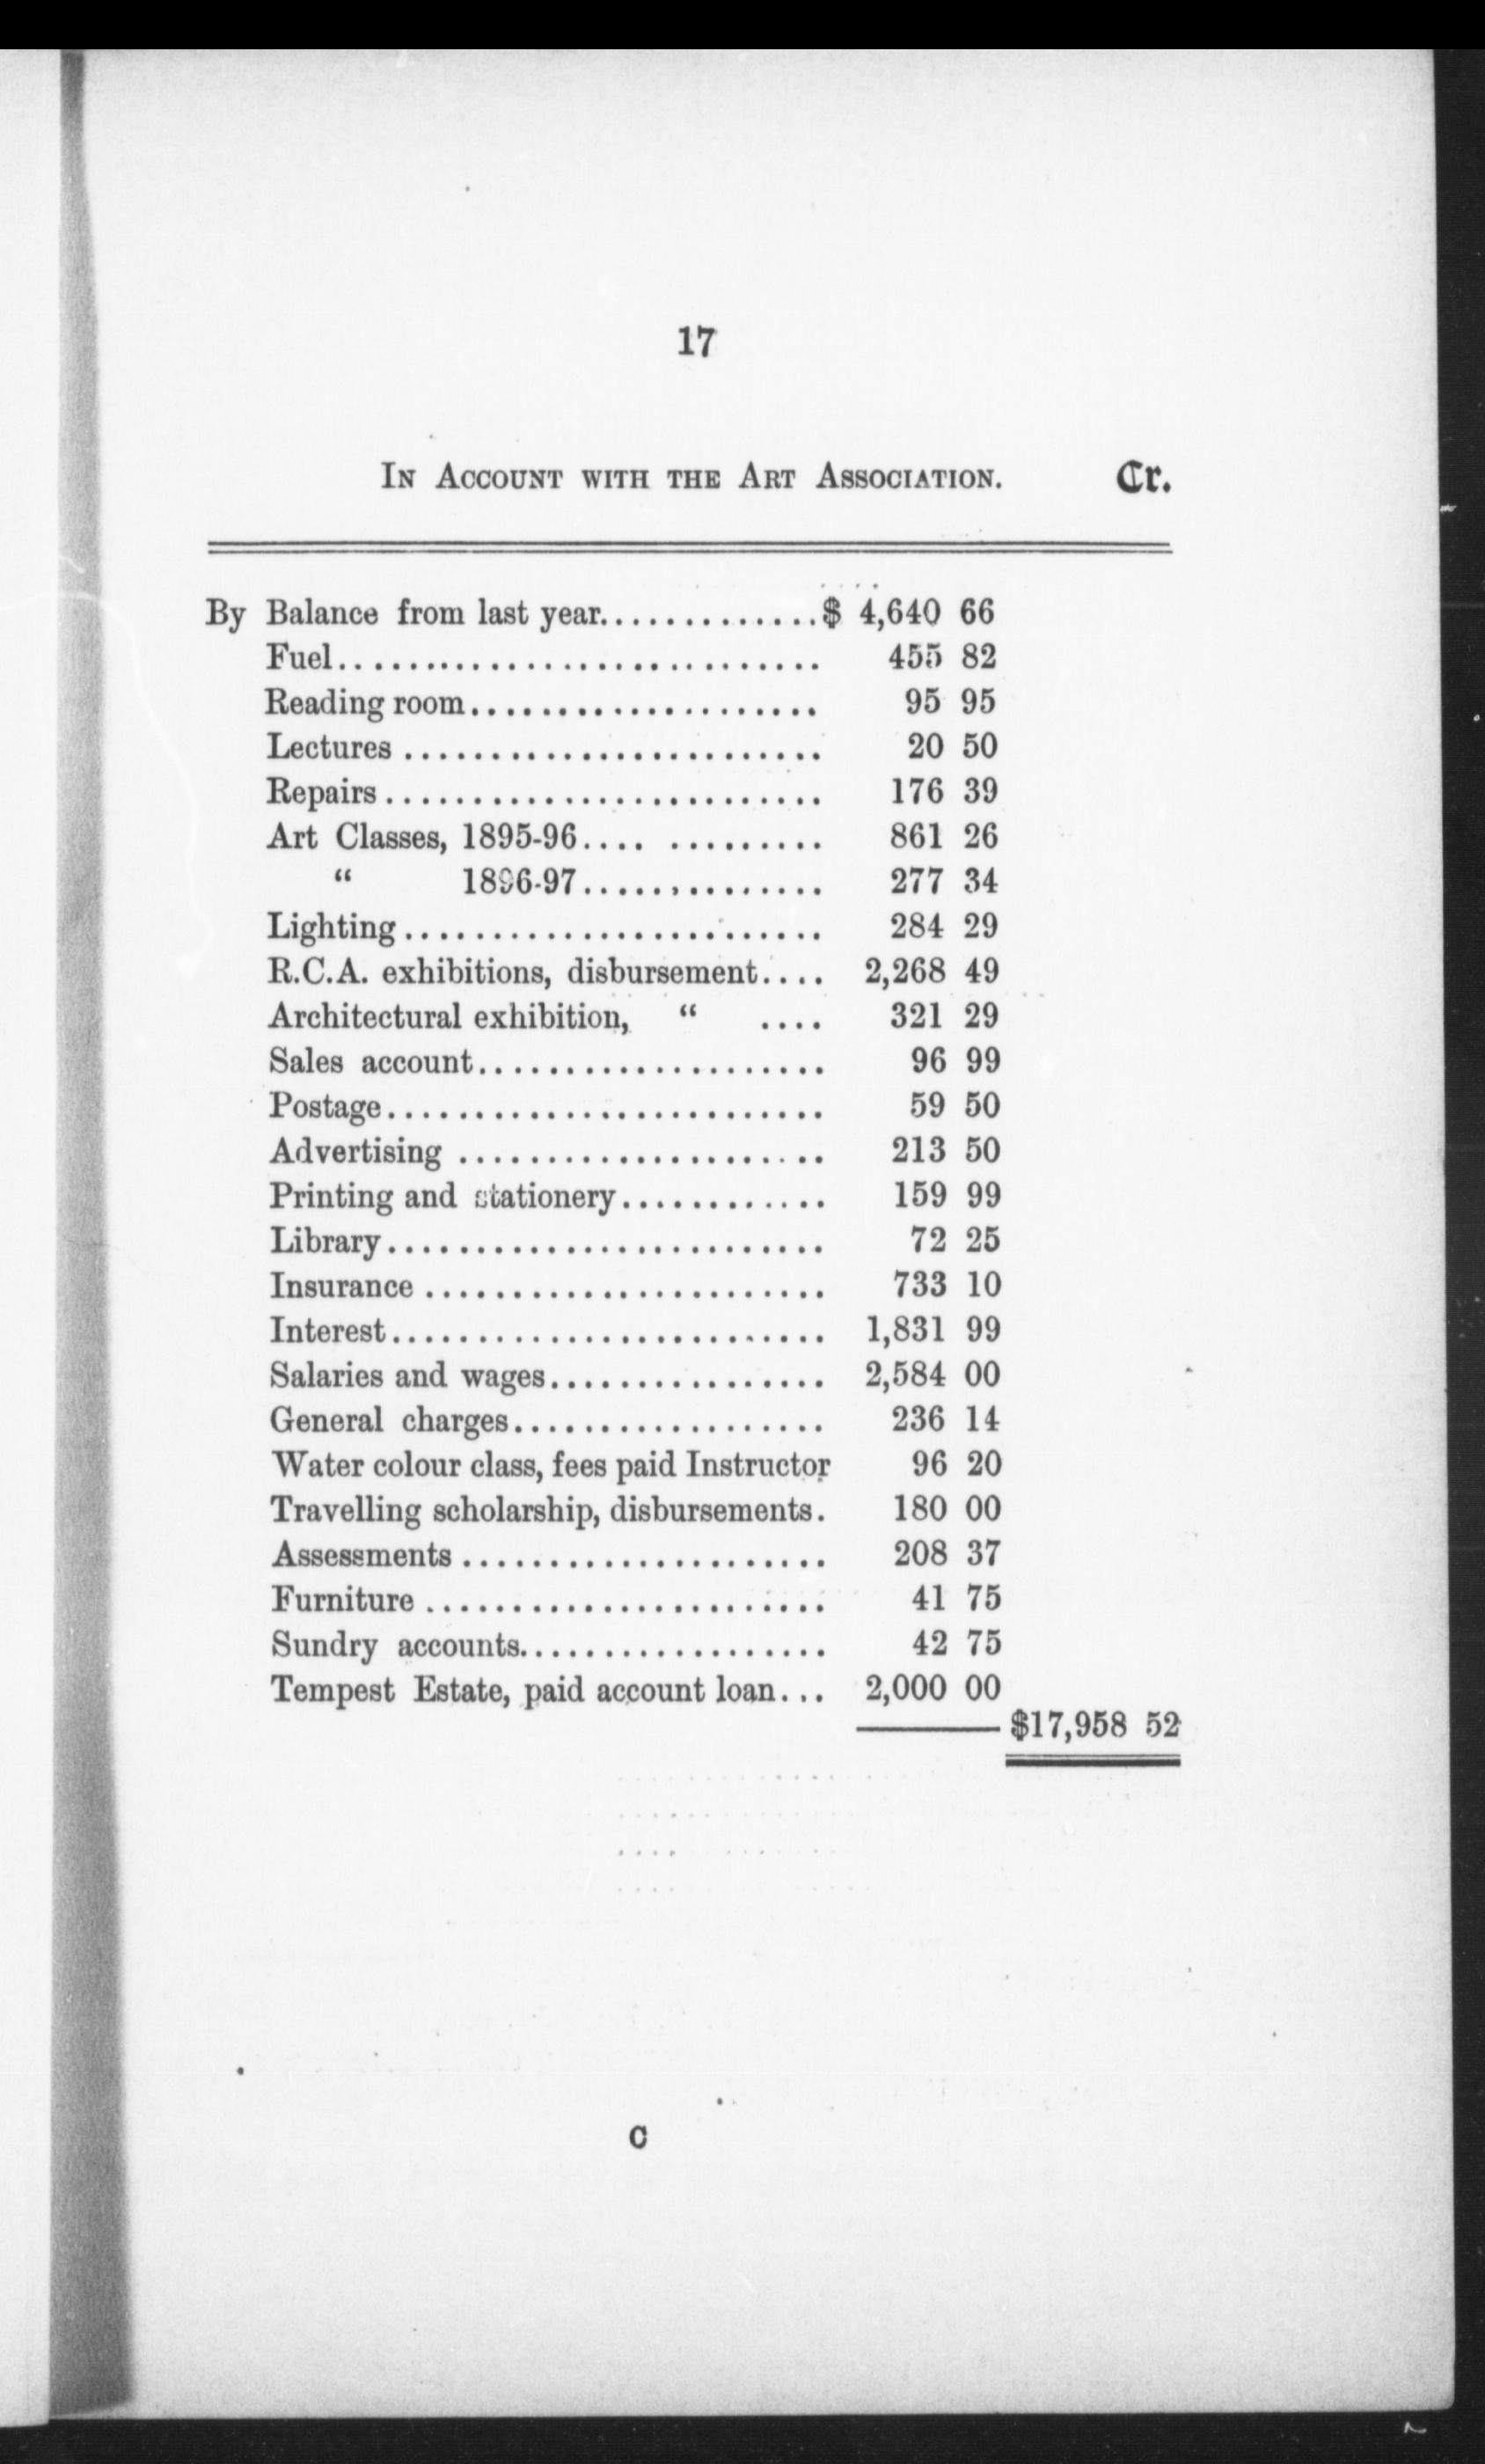 17
In Account with the Art Association. Cr.
By Balance from last year..............$ 4,640 66
Fuel............................ 455 82
Reading room.................... 95 95
Lectures ........................ 20 50
Repairs......................... 176 39
Art Classes, 1895-96.... ......... 861 26
“ 1896-97.............. 277 34
Lighting........................ 284 29
R.C.A. exhibitions, disbursement.... 2,268 49
Architectural exhibition, “ .... 321 29
Sales account.................... 96 99
Postage......................... 59 50
Advertising ..................... 213 50
Printing and stationery............ 159 99
Library......................... 72 25
Insurance ....................... 733 10
Interest......................... 1,831 99
Salaries and wages................ 2,584 00
General charges.................. 236 14
Water colour class, fees paid Instructor 96 20
Travelling scholarship, disbursements. 180 00
Assessments ..................... 208 37
Furniture ....................... 41 75
Sundry accounts.................. 42 75
Tempest Estate, paid account loan... 2,000 00
$17,958 52
C